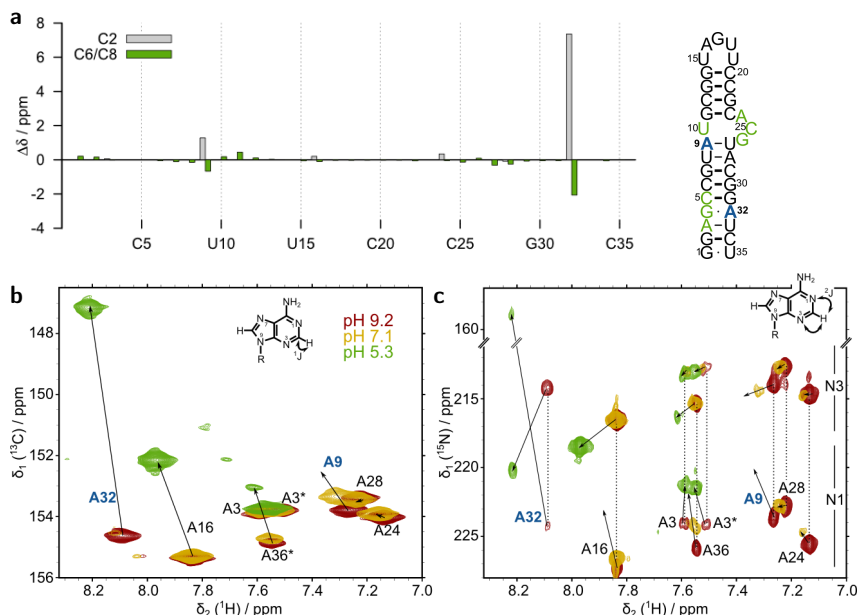 a
C2
C6/C8
Δδ / ppm
8
6
4
2
0
-2
-4
C5
U10
U15
C20
C25
G30
C35
A G U
15 U U
G C 20
G C
C G
G C A
10 U 25 C
G
9 A U
U A
G C
C G 30
5 C G
G A 32
A U
G C
1 G U 35
b
δ1 (13C) / ppm
148
150
152
154
156
pH 9.2
pH 7.1
pH 5.3
NH2
N
N
N
N
9
3
H
H
R
1J
A32
A16
A3
A3*
A36*
A9
A28
A24
8.2
8.0
7.8
7.6
7.4
7.2
7.0
δ2 (1H) / ppm
c
δ1 (15N) / ppm
160
215
220
225
NH2
N
N
N1
N
9
3
H
H
R
2J
N3
N1
A32
A16
A3
A3*
A36
A9
A28
A24
8.2
8.0
7.8
7.6
7.4
7.2
7.0
δ2 (1H) / ppm